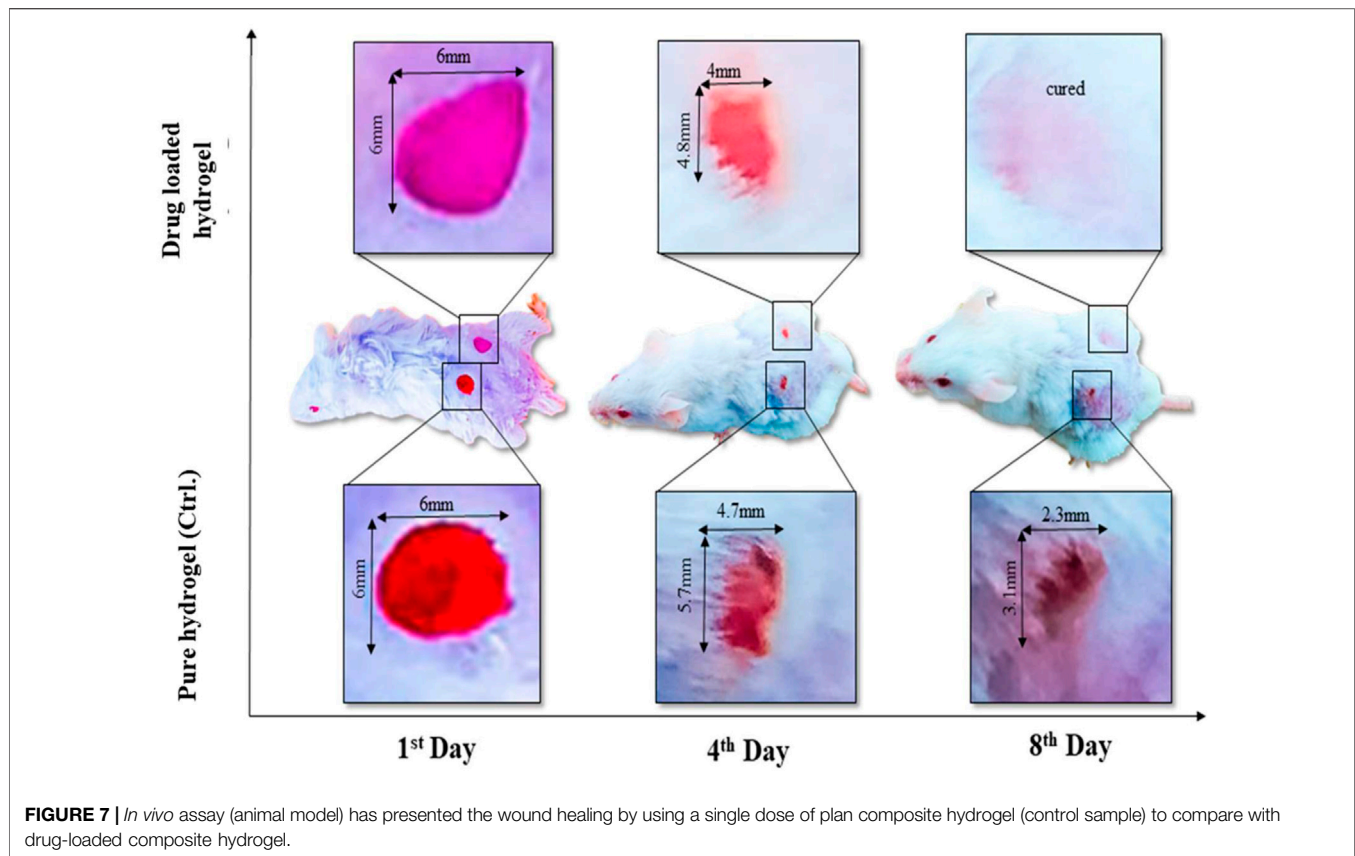 6mm
6mm
4mm
4.8mm
cured
Drug loaded
hydrogel
6mm
6mm
4.7mm
5.7mm
2.3mm
3.1mm
Pure hydrogel (Ctrl.)
1st Day
4th Day
8th Day
FIGURE 7 | In vivo assay (animal model) has presented the wound healing by using a single dose of plan composite hydrogel (control sample) to compare with
drug-loaded composite hydrogel.